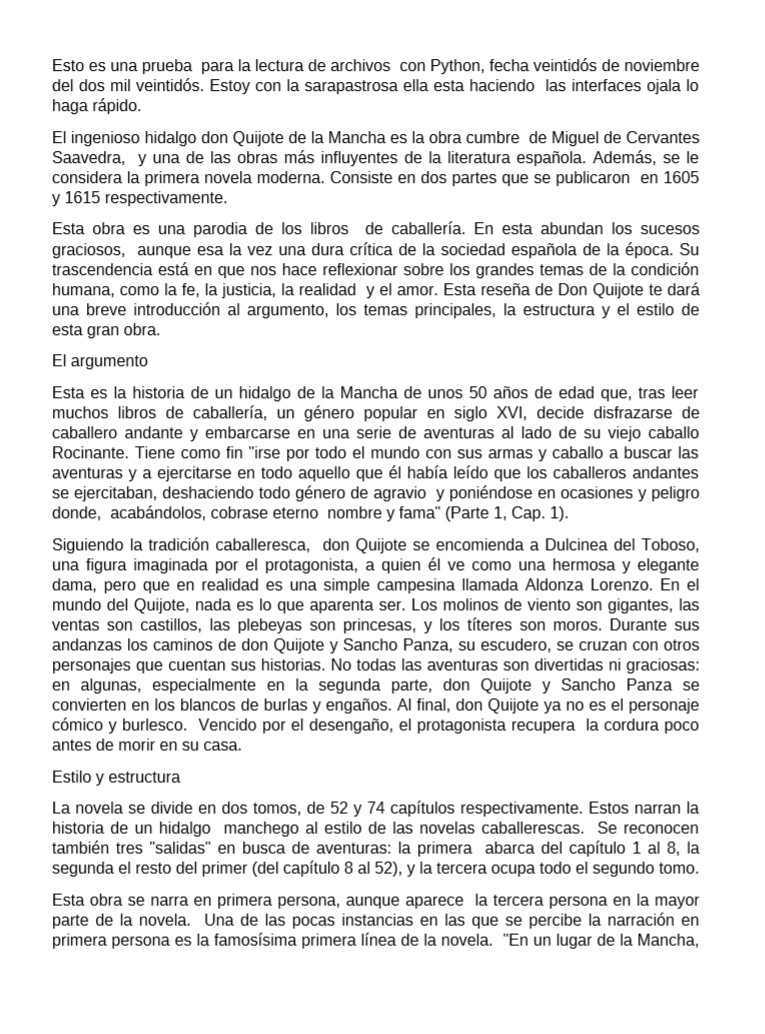 Esto es una prueba  para la lectura de archivos  con Python, fecha veintidós de noviembre
del dos mil veintidós. Estoy con la sarapastrosa ella esta haciendo  las interfaces ojala lo
haga rápido.
El ingenioso hidalgo don Quijote de la Mancha es la obra cumbre  de Miguel de Cervantes
Saavedra,  y una de las obras más influyentes de la literatura española. Además, se le
considera la primera novela moderna. Consiste en dos partes que se publicaron  en 1605
y 1615 respectivamente.
Esta obra es una parodia de los libros  de caballería. En esta abundan los sucesos
graciosos,  aunque esa la vez una dura crítica de la sociedad española de la época. Su
trascendencia está en que nos hace reflexionar sobre los grandes temas de la condición
humana, como la fe, la justicia, la realidad  y el amor. Esta reseña de Don Quijote te dará
una breve introducción al argumento, los temas principales, la estructura y el estilo de
esta gran obra.
El argumento
Esta es la historia de un hidalgo de la Mancha de unos 50 años de edad que, tras leer
muchos libros de caballería, un género popular en siglo XVI, decide disfrazarse de
caballero andante y embarcarse en una serie de aventuras al lado de su viejo caballo
Rocinante. Tiene como fin "irse por todo el mundo con sus armas y caballo a buscar las
aventuras y a ejercitarse en todo aquello que él había leído que los caballeros andantes
se ejercitaban, deshaciendo todo género de agravio  y poniéndose en ocasiones y peligro
donde,  acabándolos, cobrase eterno  nombre y fama" (Parte 1, Cap. 1).
Siguiendo la tradición caballeresca,  don Quijote se encomienda a Dulcinea del Toboso,
una figura imaginada por el protagonista, a quien él ve como una hermosa y elegante
dama, pero que en realidad es una simple campesina llamada Aldonza Lorenzo. En el
mundo del Quijote, nada es lo que aparenta ser. Los molinos de viento son gigantes, las
ventas son castillos, las plebeyas son princesas, y los títeres son moros. Durante sus
andanzas los caminos de don Quijote y Sancho Panza, su escudero, se cruzan con otros
personajes que cuentan sus historias. No todas las aventuras son divertidas ni graciosas:
en algunas, especialmente en la segunda parte, don Quijote y Sancho Panza se
convierten en los blancos de burlas y engaños. Al final, don Quijote ya no es el personaje
cómico y burlesco.  Vencido por el desengaño, el protagonista recupera  la cordura poco
antes de morir en su casa.
Estilo y estructura
La novela se divide en dos tomos, de 52 y 74 capítulos respectivamente. Estos narran la
historia de un hidalgo  manchego al estilo de las novelas caballerescas.  Se reconocen
también tres "salidas" en busca de aventuras: la primera  abarca del capítulo 1 al 8, la
segunda el resto del primer (del capítulo 8 al 52), y la tercera ocupa todo el segundo tomo.
Esta obra se narra en primera persona, aunque aparece  la tercera persona en la mayor
parte de la novela.  Una de las pocas instancias en las que se percibe la narración en
primera persona es la famosísima primera línea de la novela.  "En un lugar de la Mancha,